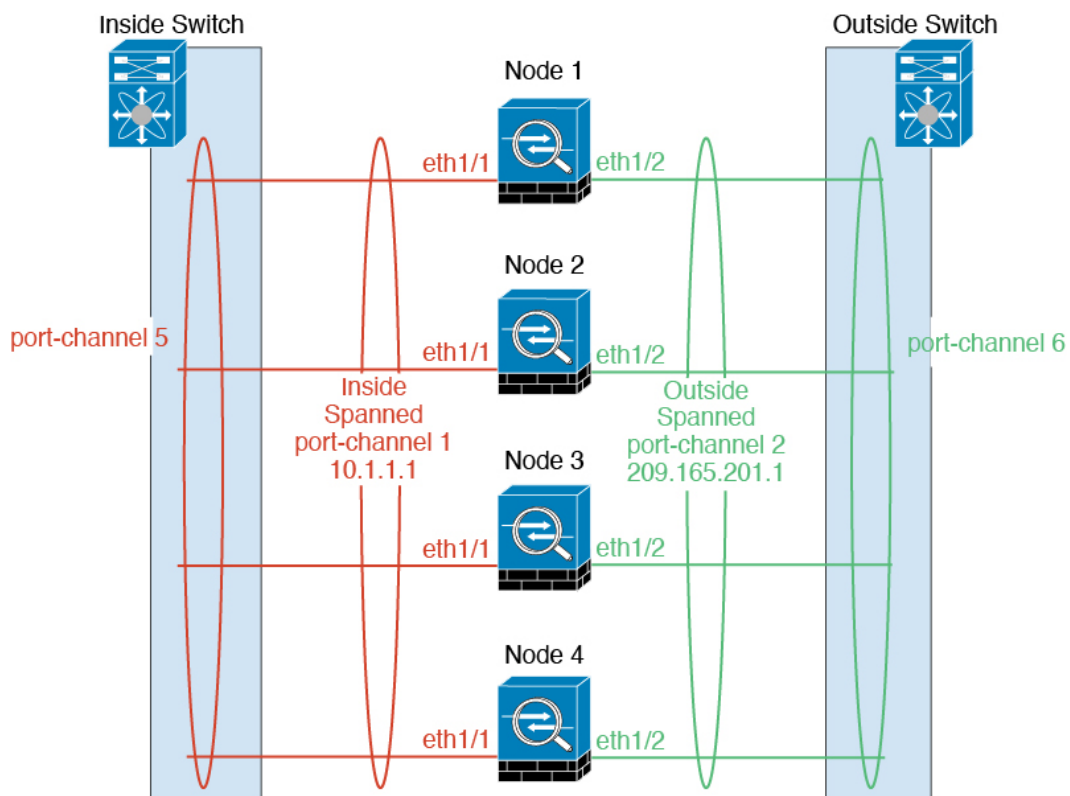 Inside Switch
Outside Switch
Node 1
eth1/1
eth1/2
Node 2
port-channel 5
eth1/1
eth1/2
port-channel 6
Inside
Spanned
port-channel 1
10.1.1.1
Outside
Spanned
port-channel 2
209.165.201.1
Node 3
eth1/1
eth1/2
Node 4
eth1/1
eth1/2